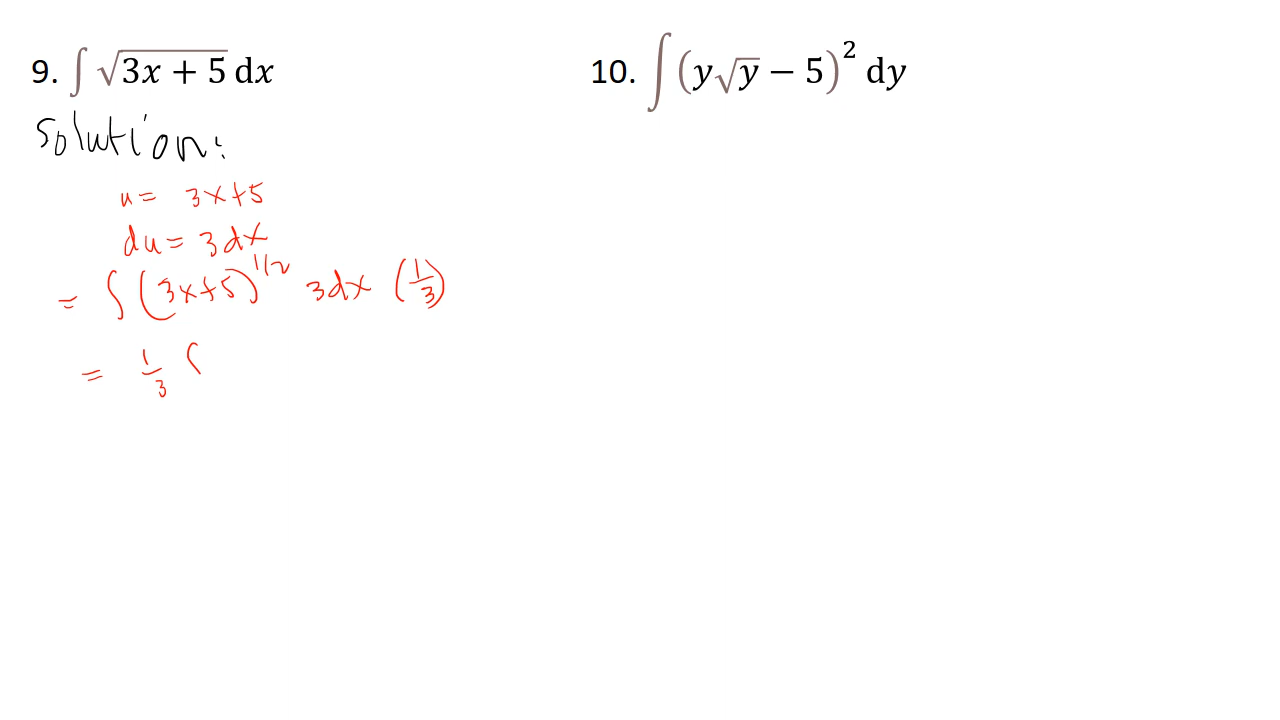 9. ∫ √(3x + 5) dx
Solution:
u = 3x+5
du = 3dx
= ∫ (3x+5)^1/2 3dx (1/3)
= 1/3 (
10. ∫ (y√y − 5)² dy